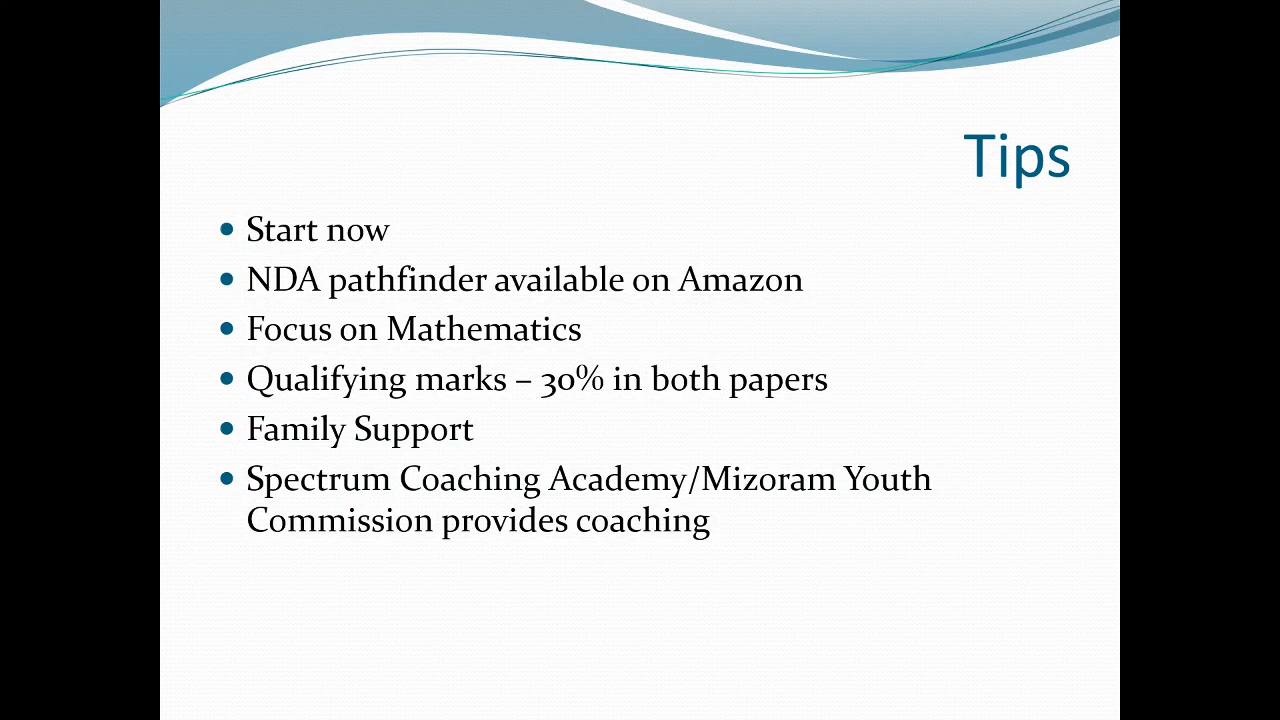 Tips
• Start now
• NDA pathfinder available on Amazon
• Focus on Mathematics
• Qualifying marks – 30% in both papers
• Family Support
• Spectrum Coaching Academy/Mizoram Youth
Commission provides coaching